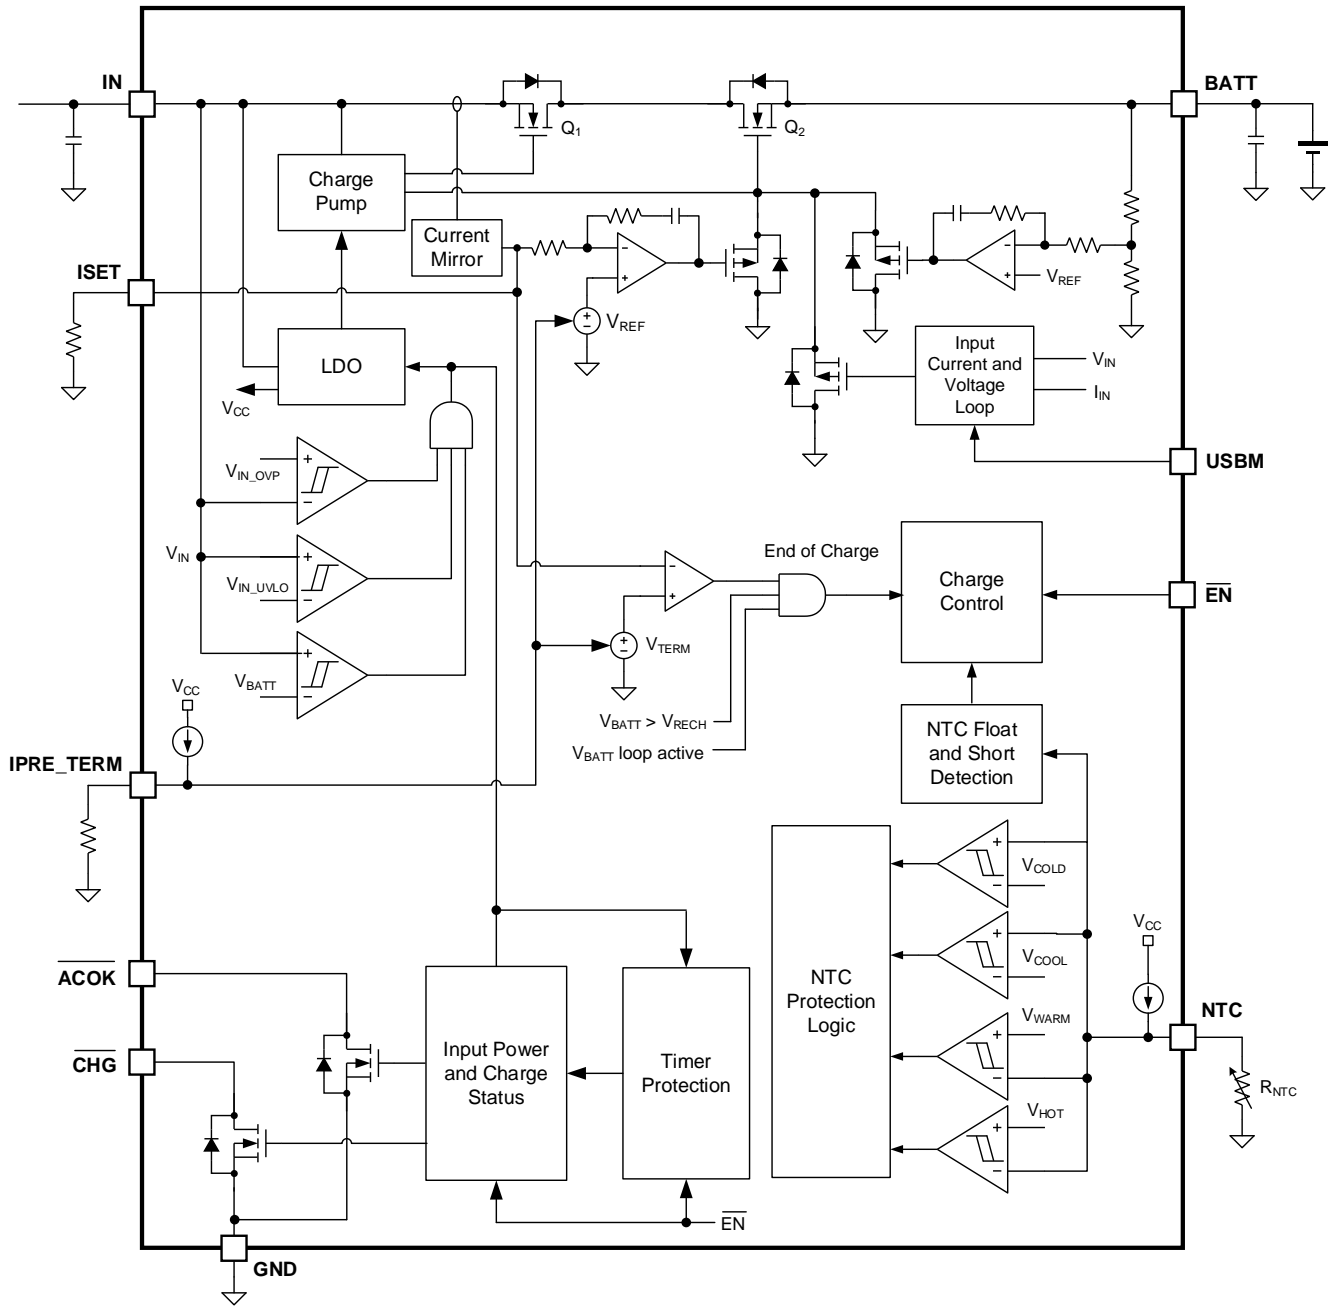 IN
BATT
Q1
Q2
Charge
Pump
Current
Mirror
ISET
VREF
VREF
LDO
VCC
Input
Current and
Voltage
Loop
VIN
IIN
USBM
VIN_OVP
+
−
VIN
VIN_UVLO
+
−
VBATT
+
−
End of Charge
Charge
Control
EN
VTERM
VBATT > VRECH
VBATT loop active
VCC
IPRE_TERM
NTC Float
and Short
Detection
VCOLD
VCOOL
VWARM
VHOT
VCC
NTC
RNTC
NTC
Protection
Logic
ACOK
CHG
Input Power
and Charge
Status
Timer
Protection
EN
GND